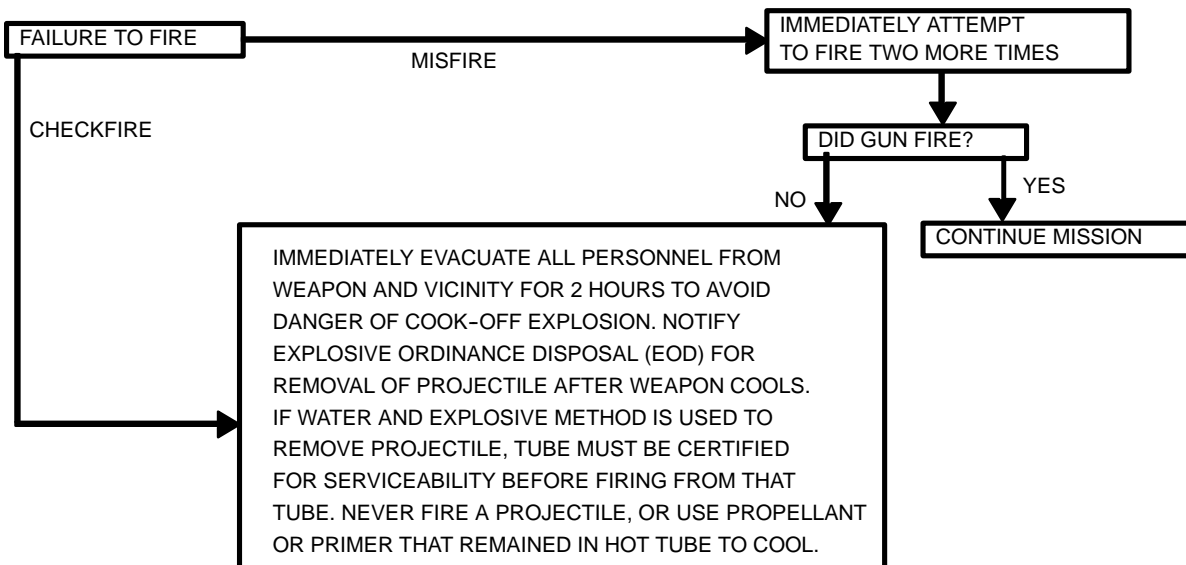 FAILURE TO FIRE
MISFIRE
IMMEDIATELY ATTEMPT
TO FIRE TWO MORE TIMES
CHECKFIRE
DID GUN FIRE?
NO
YES
CONTINUE MISSION
IMMEDIATELY EVACUATE ALL PERSONNEL FROM
WEAPON AND VICINITY FOR 2 HOURS TO AVOID
DANGER OF COOK-OFF EXPLOSION. NOTIFY
EXPLOSIVE ORDINANCE DISPOSAL (EOD) FOR
REMOVAL OF PROJECTILE AFTER WEAPON COOLS.
IF WATER AND EXPLOSIVE METHOD IS USED TO
REMOVE PROJECTILE, TUBE MUST BE CERTIFIED
FOR SERVICEABILITY BEFORE FIRING FROM THAT
TUBE. NEVER FIRE A PROJECTILE, OR USE PROPELLANT
OR PRIMER THAT REMAINED IN HOT TUBE TO COOL.